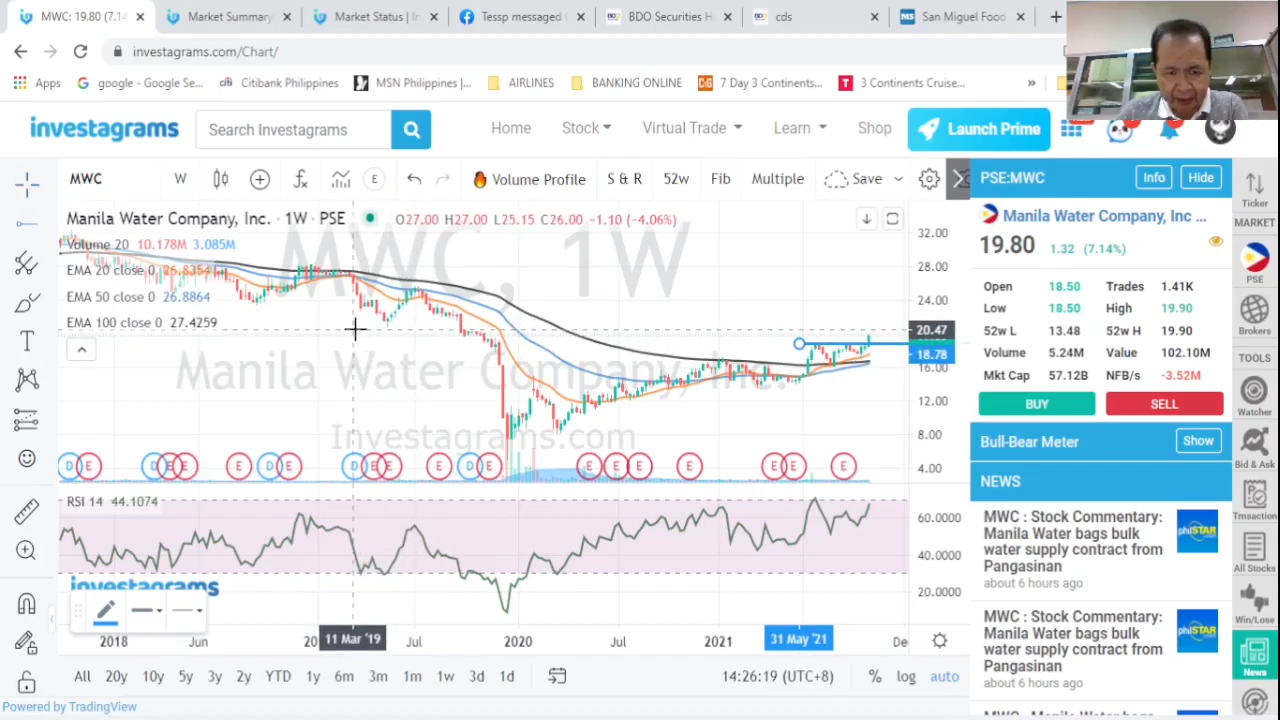 MWC: 19.80 (7.14
Market Summary
Market Status | In
Tessp messaged
BDO Securities H
cds
San Miguel Food
investagrams.com/Chart/
Apps
google - Google Se...
Citibank Philippines
MSN Philippines |...
AIRLINES
BANKING ONLINE
7 Day 3 Continents...
3 Continents Cruise...
»
investagrams
Search Investagrams
Home
Stock
Virtual Trade
Learn
Shop
Launch Prime
MWC
W
E
Volume Profile
S & R
52w
Fib
Multiple
Save
PSE:MWC
Info
Hide
Ticker
Manila Water Company, Inc. · 1W · PSE
O27.00 H27.00 L25.15 C26.00 −1.10 (−4.06%)
Volume 20 10.178M 3.085M
EMA 20 close 0 26.8354
EMA 50 close 0 26.8864
EMA 100 close 0 27.4259
MWC, 1W
Manila Water Company, Inc.
Investagrams.com
32.00
28.00
24.00
20.47
18.78
16.00
12.00
8.00
4.00
D E D E E E D E D E E E D E E E E E E E E
RSI 14 44.1074
60.0000
40.0000
20.0000
investagrams
2018
Jun
11 Mar '19
Jul
2020
Jul
2021
31 May '21
De
All
20y
10y
5y
3y
2y
YTD
1y
6m
3m
1m
1w
3d
1d
14:26:19 (UTC+8)
%
log
auto
Powered by TradingView
Manila Water Company, Inc ...
19.80 1.32 (7.14%)
Open 18.50 Trades 1.41K
Low 18.50 High 19.90
52w L 13.48 52w H 19.90
Volume 5.24M Value 102.10M
Mkt Cap 57.12B NFB/s -3.52M
BUY
SELL
Bull-Bear Meter
Show
NEWS
MWC : Stock Commentary:
Manila Water bags bulk
water supply contract from
Pangasinan
about 6 hours ago
philSTAR
MWC : Stock Commentary:
Manila Water bags bulk
water supply contract from
Pangasinan
about 6 hours ago
philSTAR
MARKET
PSE
Brokers
TOOLS
Watcher
Bid & Ask
Trnsaction
All Stocks
Win/Lose
News